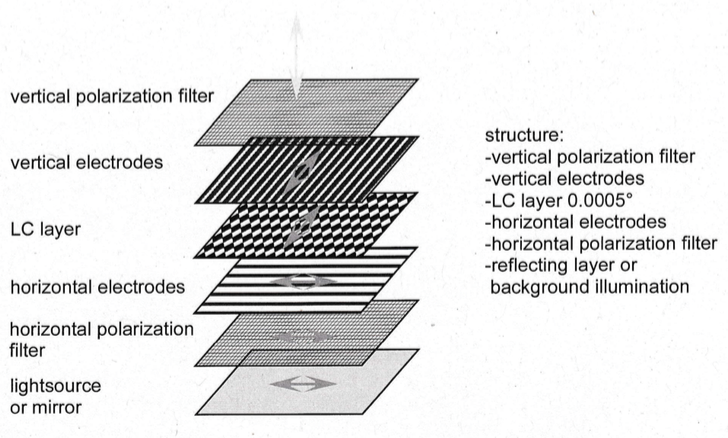 vertical polarization filter
vertical electrodes
LC layer
horizontal electrodes
horizontal polarization
filter
lightsource
or mirror
structure:
-vertical polarization filter
-vertical electrodes
-LC layer 0.0005°
-horizontal electrodes
-horizontal polarization filter
-reflecting layer or
background illumination